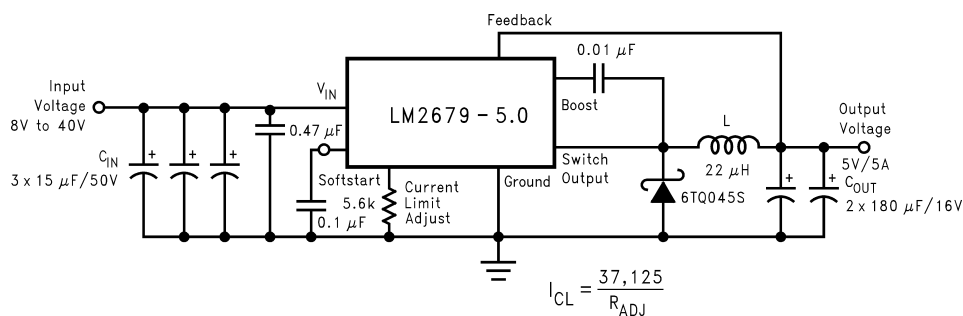 Feedback
0.01 μF
Input
Voltage
8V to 40V
V_IN
LM2679 – 5.0
Boost
C_IN
3 x 15 μF/50V
+
+
+
0.47 μF
Softstart
0.1 μF
5.6k
Current
Limit
Adjust
Ground
Switch
Output
L
22 μH
6TQ045S
Output
Voltage
5V/5A
+
+
C_OUT
2 x 180 μF/16V
I_CL = 37,125 / R_ADJ